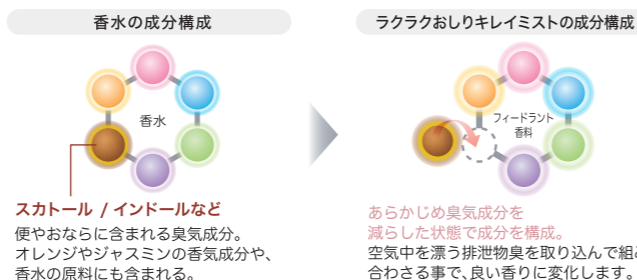 香水の成分構成
香水
スカトール / インドールなど
便やおならに含まれる臭気成分。
オレンジやジャスミンの香気成分や、
香水の原料にも含まれる。
ラクラクおしりキレイミストの成分構成
フィードラント
香料
あらかじめ臭気成分を
減らした状態で成分を構成。
空気中を漂う排泄物臭を取り込んで組み
合わさる事で、良い香りに変化します。